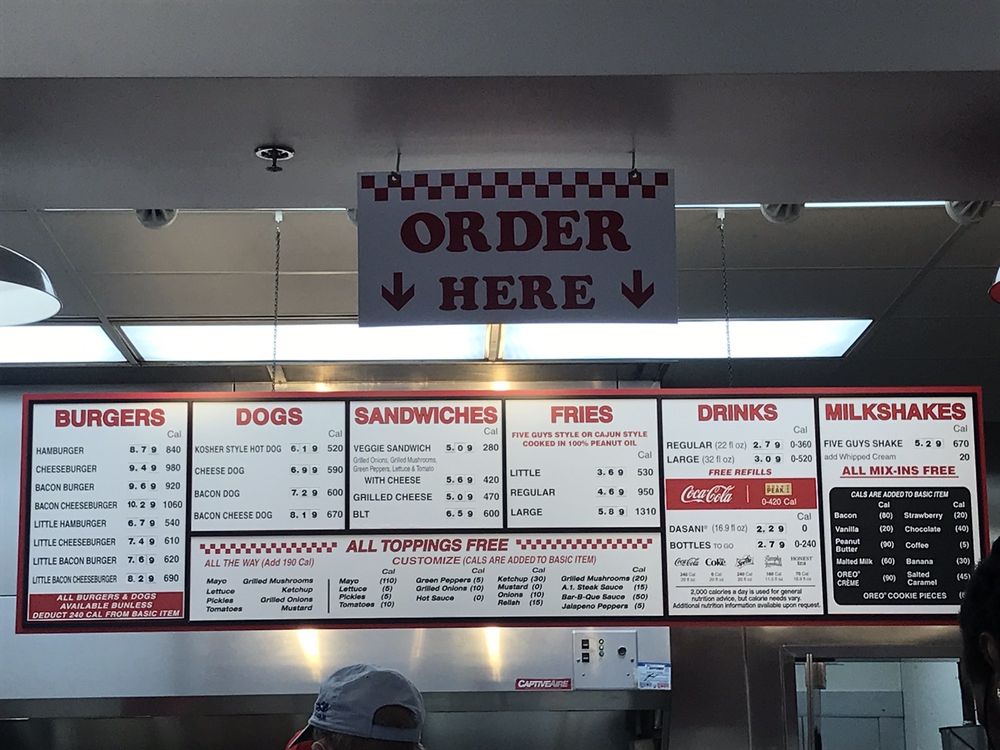 ORDER
HERE
BURGERS
Cal
HAMBURGER 8.79 840
CHEESEBURGER 9.49 980
BACON BURGER 9.69 920
BACON CHEESEBURGER 10.29 1060
LITTLE HAMBURGER 6.79 540
LITTLE CHEESEBURGER 7.49 610
LITTLE BACON BURGER 7.69 620
LITTLE BACON CHEESEBURGER 8.29 690
ALL BURGERS & DOGS
AVAILABLE BUNLESS
DEDUCT 240 CAL FROM BASIC ITEM
DOGS
Cal
KOSHER STYLE HOT DOG 6.19 520
CHEESE DOG 6.99 590
BACON DOG 7.29 600
BACON CHEESE DOG 8.19 670
SANDWICHES
Cal
VEGGIE SANDWICH 5.09 280
Grilled Onions, Grilled Mushrooms,
Green Peppers, Lettuce & Tomato
WITH CHEESE 5.69 420
GRILLED CHEESE 5.09 470
BLT 6.59 600
FRIES
FIVE GUYS STYLE OR CAJUN STYLE
COOKED IN 100% PEANUT OIL
Cal
LITTLE 3.69 530
REGULAR 4.69 950
LARGE 5.89 1310
ALL TOPPINGS FREE
ALL THE WAY (Add 190 Cal)
Mayo Grilled Mushrooms
Lettuce Ketchup
Pickles Grilled Onions
Tomatoes Mustard
CUSTOMIZE (CALS ARE ADDED TO BASIC ITEM)
Cal Cal Cal Cal
Mayo (110) Green Peppers (5) Ketchup (30) Grilled Mushrooms (20)
Lettuce (5) Grilled Onions (10) Mustard (0) A.1. Steak Sauce (15)
Pickles (5) Hot Sauce (0) Onions (10) Bar-B-Que Sauce (50)
Tomatoes (10) Relish (15) Jalapeno Peppers (5)
DRINKS
Cal
REGULAR (22 fl oz) 2.79 0-360
LARGE (32 fl oz) 3.09 0-520
FREE REFILLS
Coca-Cola
0-420 Cal
Cal
DASANI® (16.9 fl oz) 2.29 0
BOTTLES TO GO 2.79 0-240
Coca-Cola Coke Sprite HONEST
2,000 calories a day is used for general
nutrition advice, but calorie needs vary.
Additional nutrition information available upon request.
MILKSHAKES
Cal
FIVE GUYS SHAKE 5.29 670
add Whipped Cream 20
ALL MIX-INS FREE
CALS ARE ADDED TO BASIC ITEM
Cal Cal
Bacon (80) Strawberry (20)
Vanilla (20) Chocolate (40)
Peanut Butter (90) Coffee (5)
Malted Milk (60) Banana (30)
OREO® CRÈME (90) Salted Caramel (45)
OREO® COOKIE PIECES
CAPTIVEAIRE